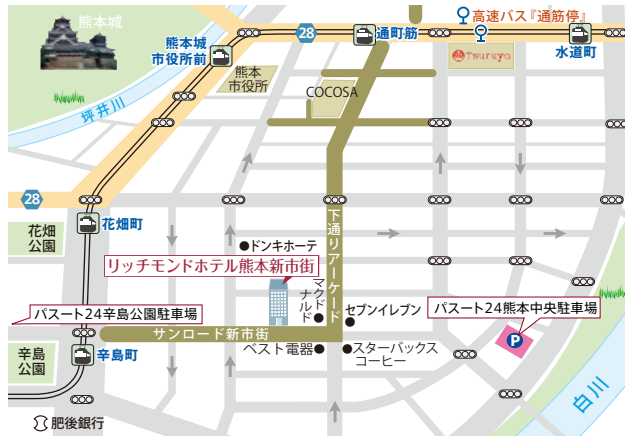 熊本城
高速バス『通筋停』
28
通町筋
水道町
熊本城
市役所前
Tsuruya
熊本
市役所
COCOSA
坪井川
28
花畑町
花畑
公園
下通りアーケード
ドンキホーテ
リッチモンドホテル熊本新市街
マクド
ナルド
セブンイレブン
パスート24辛島公園駐車場
パスート24熊本中央駐車場
サンロード新市街
P
辛島
公園
辛島町
ベスト電器
スターバックス
コーヒー
白川
肥後銀行